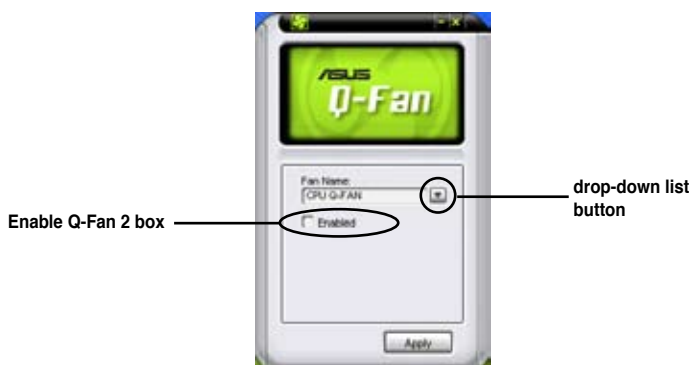 ASUS
Q-Fan
Fan Name:
CPU Q-FAN
drop-down list
button
Enable Q-Fan 2 box
Enabled
Apply